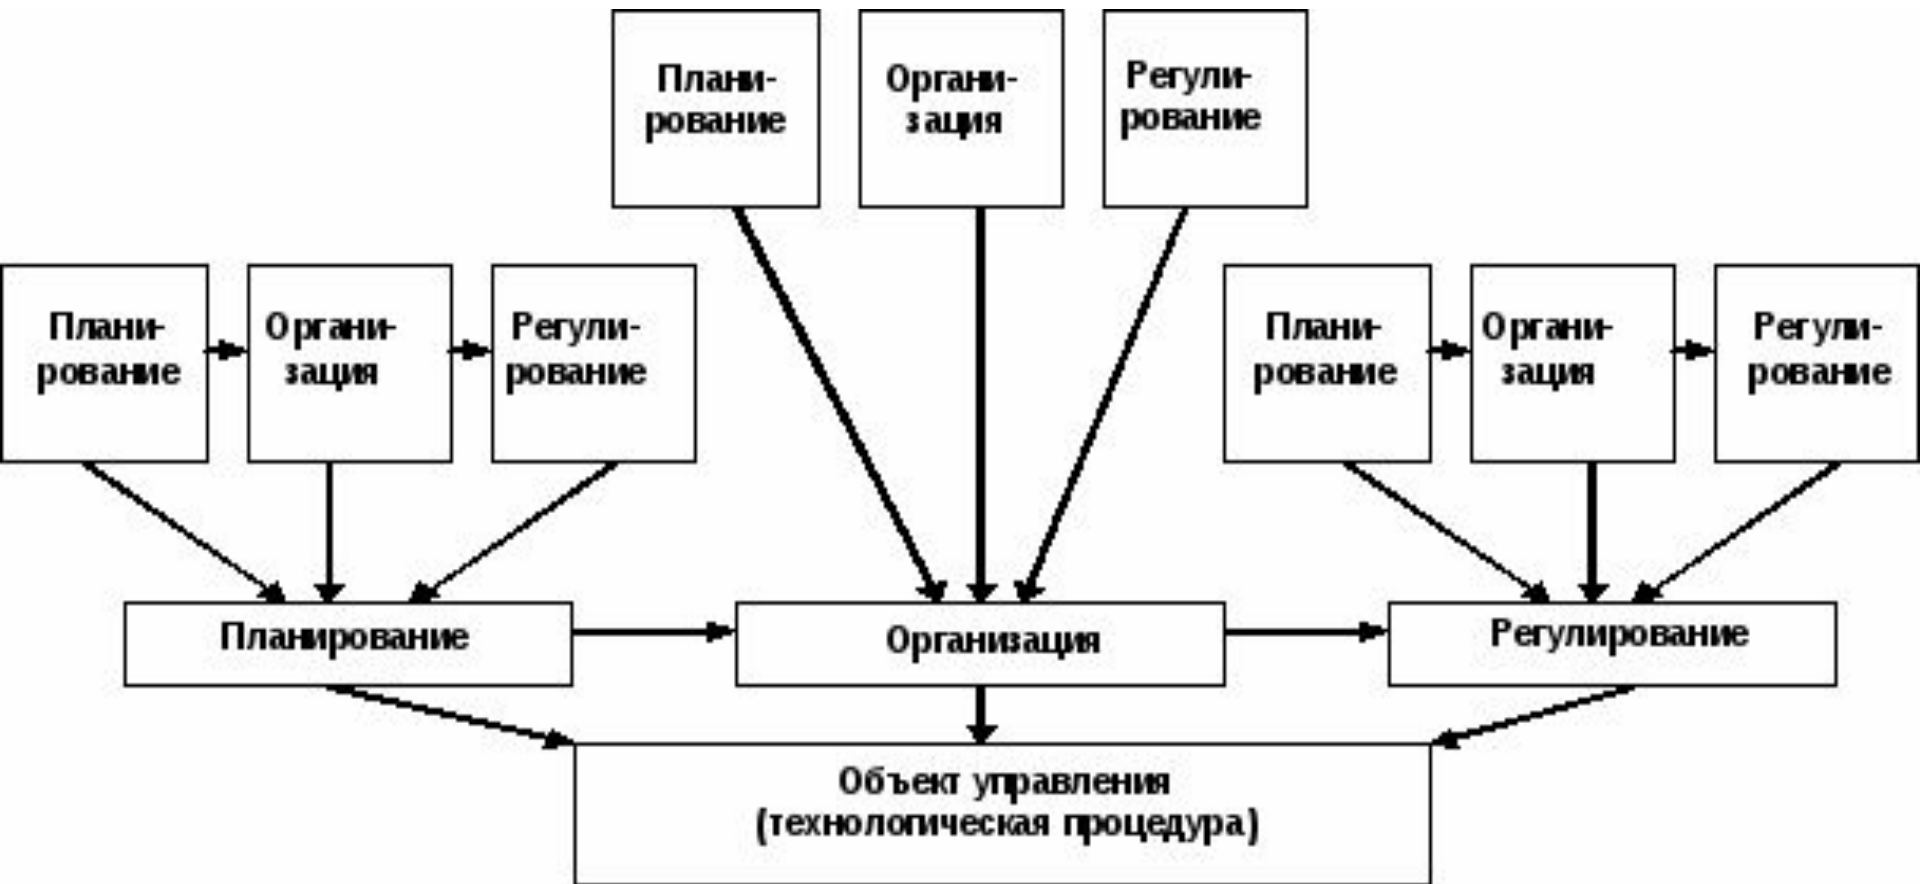 Плани-
рование
Органи-
зация
Регули-
рование
Плани-
рование
Органи-
зация
Регули-
рование
Плани-
рование
Органи-
зация
Регули-
рование
Планирование
Организация
Регулирование
Объект управления
(технологическая процедура)